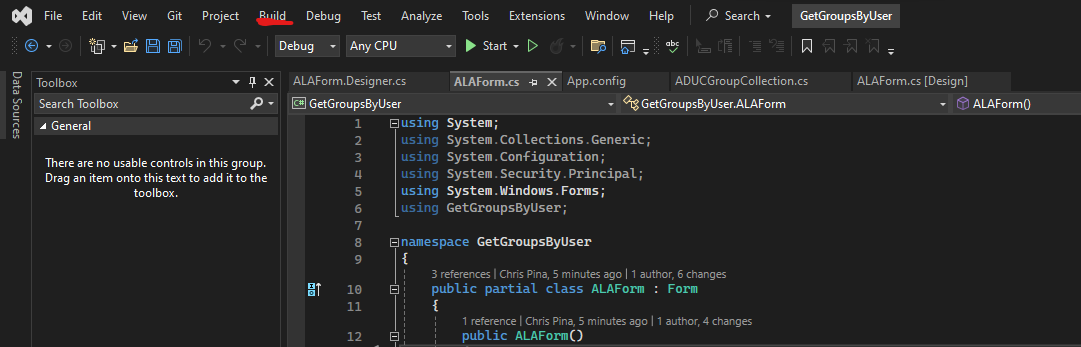 File Edit View Git Project Build Debug Test Analyze Tools Extensions Window Help Search GetGroupsByUser
Debug Any CPU Start
Data Sources
Toolbox
Search Toolbox
General
There are no usable controls in this group.
Drag an item onto this text to add it to the
toolbox.
ALAForm.Designer.cs ALAForm.cs App.config ADUCGroupCollection.cs ALAForm.cs [Design]
C# GetGroupsByUser GetGroupsByUser.ALAForm ALAForm()
1 using System;
2 using System.Collections.Generic;
3 using System.Configuration;
4 using System.Security.Principal;
5 using System.Windows.Forms;
6 using GetGroupsByUser;
7
8 namespace GetGroupsByUser
9 {
3 references | Chris Pina, 5 minutes ago | 1 author, 6 changes
10 public partial class ALAForm : Form
11 {
1 reference | Chris Pina, 5 minutes ago | 1 author, 4 changes
12 public ALAForm()